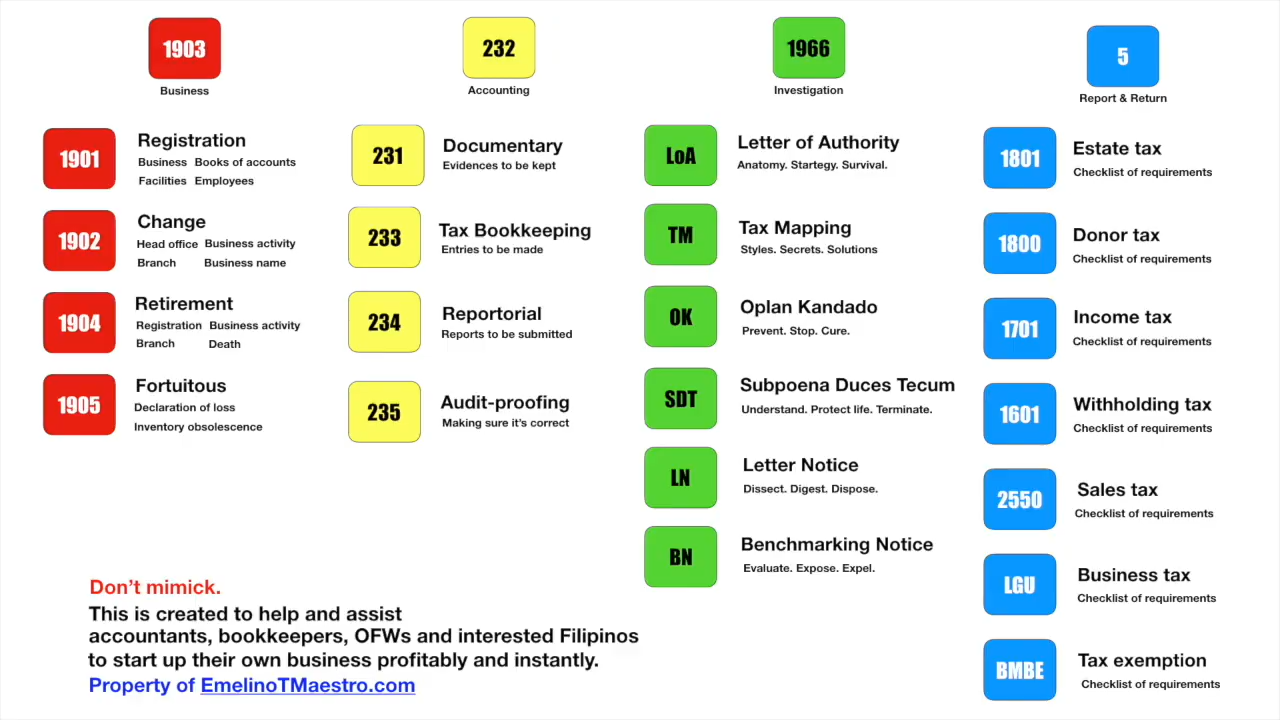 1903
Business
1901
Registration
Business Books of accounts
Facilities Employees
1902
Change
Head office Business activity
Branch Business name
1904
Retirement
Registration Business activity
Branch Death
1905
Fortuitous
Declaration of loss
Inventory obsolescence
232
Accounting
231
Documentary
Evidences to be kept
233
Tax Bookkeeping
Entries to be made
234
Reportorial
Reports to be submitted
235
Audit-proofing
Making sure it's correct
1966
Investigation
LoA
Letter of Authority
Anatomy. Startegy. Survival.
TM
Tax Mapping
Styles. Secrets. Solutions
OK
Oplan Kandado
Prevent. Stop. Cure.
SDT
Subpoena Duces Tecum
Understand. Protect life. Terminate.
LN
Letter Notice
Dissect. Digest. Dispose.
BN
Benchmarking Notice
Evaluate. Expose. Expel.
5
Report & Return
1801
Estate tax
Checklist of requirements
1800
Donor tax
Checklist of requirements
1701
Income tax
Checklist of requirements
1601
Withholding tax
Checklist of requirements
2550
Sales tax
Checklist of requirements
LGU
Business tax
Checklist of requirements
BMBE
Tax exemption
Checklist of requirements
Don't mimick.
This is created to help and assist
accountants, bookkeepers, OFWs and interested Filipinos
to start up their own business profitably and instantly.
Property of EmelinoTMaestro.com